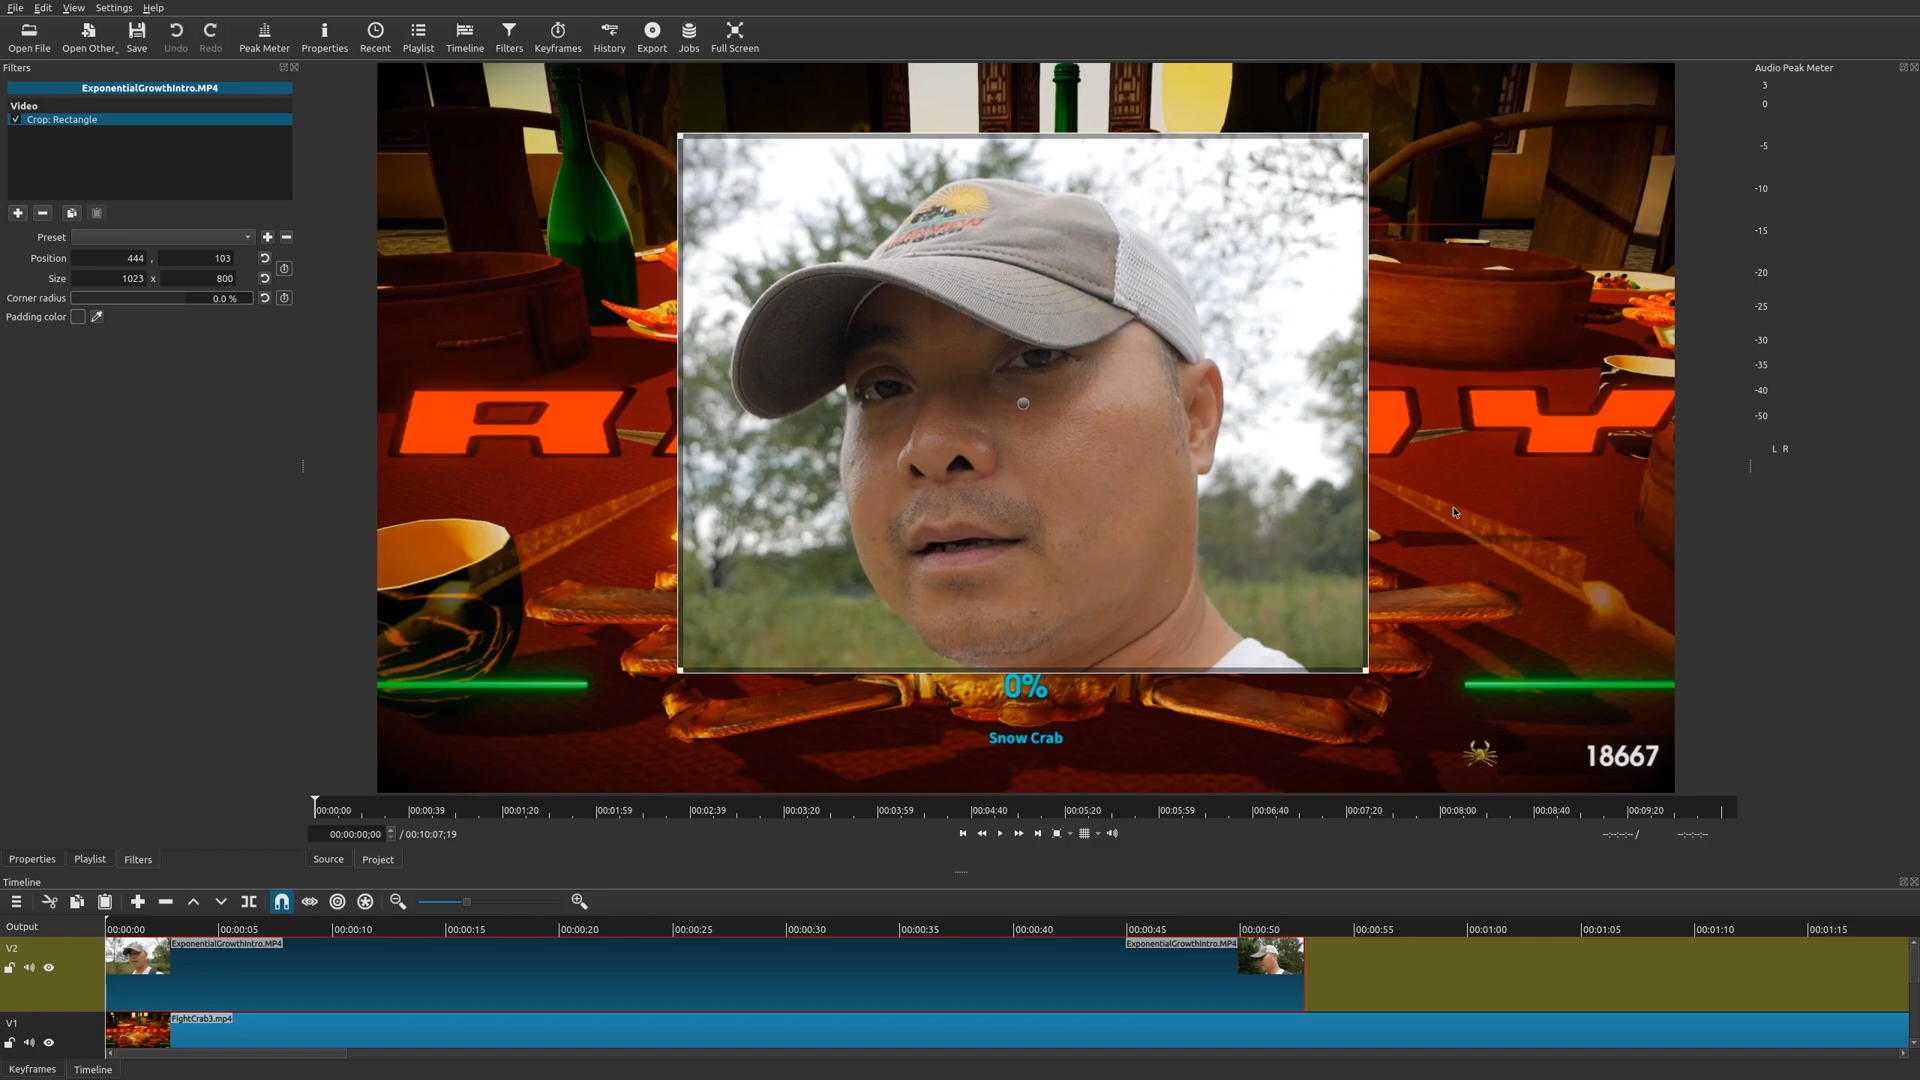 File Edit View Settings Help
Open File Open Other Save Undo Redo Peak Meter Properties Recent Playlist Timeline Filters Keyframes History Export Jobs Full Screen
Filters
ExponentialGrowthIntro.MP4
Video
Crop: Rectangle
Preset
Position 444 , 103
Size 1023 x 800
Corner radius 0.0 %
Padding color
Audio Peak Meter
3
0
-5
-10
-15
-20
-25
-30
-35
-40
-50
L R
0%
Snow Crab
18667
00:00:00 00:00:39 00:01:20 00:01:59 00:02:39 00:03:20 00:03:59 00:04:40 00:05:20 00:05:59 00:06:40 00:07:20 00:08:00 00:08:40 00:09:20
00:00:00;00 / 00:10:07;19 --:--:--:-- / --:--:--:--
Properties Playlist Filters Source Project
Timeline
Output 00:00:00 00:00:05 00:00:10 00:00:15 00:00:20 00:00:25 00:00:30 00:00:35 00:00:40 00:00:45 00:00:50 00:00:55 00:01:00 00:01:05 00:01:10 00:01:15
V2 ExponentialGrowthIntro.MP4 ExponentialGrowthIntro.MP4
V1 FightCrab3.mp4
Keyframes Timeline